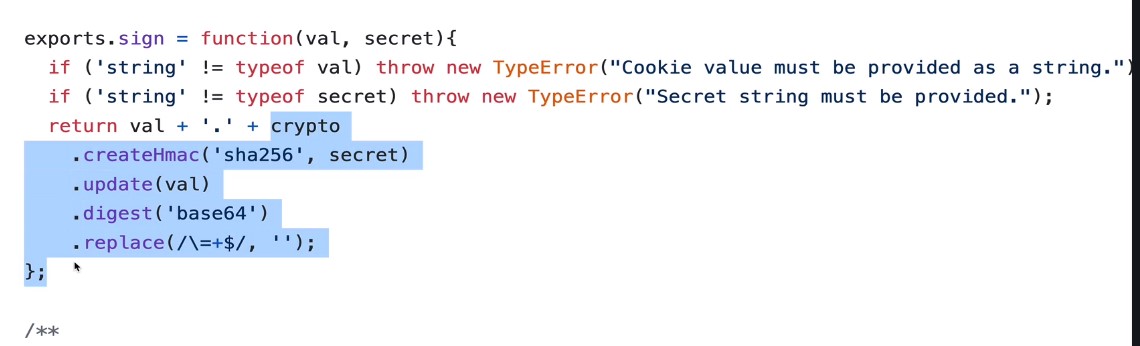 exports.sign = function(val, secret){
  if ('string' != typeof val) throw new TypeError("Cookie value must be provided as a string.")
  if ('string' != typeof secret) throw new TypeError("Secret string must be provided.");
  return val + '.' + crypto
    .createHmac('sha256', secret)
    .update(val)
    .digest('base64')
    .replace(/\=+$/, '');
};
/**